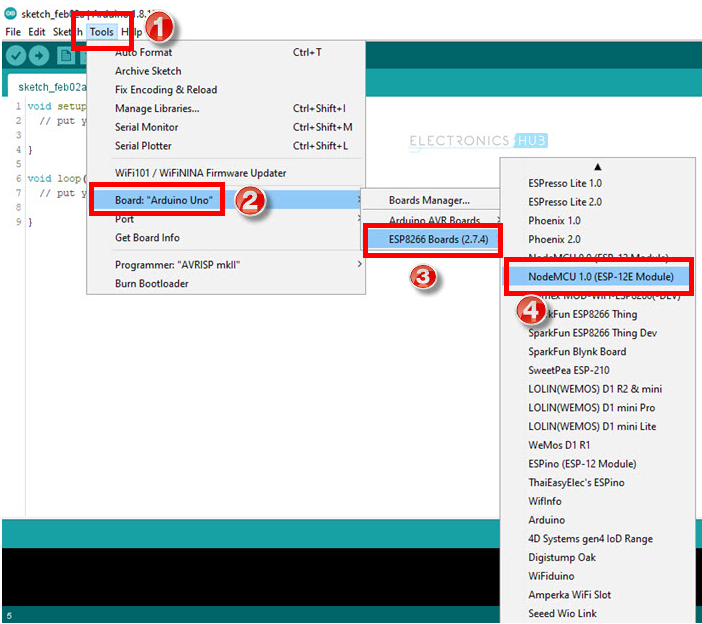 sketch_feb02a | Arduino 1.8.1
File Edit Sketch Tools Help
1
Auto Format Ctrl+T
Archive Sketch
Fix Encoding & Reload
Manage Libraries... Ctrl+Shift+I
Serial Monitor Ctrl+Shift+M
Serial Plotter Ctrl+Shift+L
WiFi101 / WiFiNINA Firmware Updater
Board: "Arduino Uno"
2
Port
Get Board Info
Programmer: "AVRISP mkII"
Burn Bootloader
sketch_feb02a
1 void setup
2 // put y
3
4 }
5
6 void loop(
7 // put y
8
9 }
ELECTRONICS HUB
Boards Manager...
Arduino AVR Boards
ESP8266 Boards (2.7.4)
3
ESPresso Lite 1.0
ESPresso Lite 2.0
Phoenix 1.0
Phoenix 2.0
NodeMCU 0.9 (ESP-12 Module)
NodeMCU 1.0 (ESP-12E Module)
4
MOD-WIFI-ESP8266(-DEV)
SparkFun ESP8266 Thing
SparkFun ESP8266 Thing Dev
SparkFun Blynk Board
SweetPea ESP-210
LOLIN(WEMOS) D1 R2 & mini
LOLIN(WEMOS) D1 mini Pro
LOLIN(WEMOS) D1 mini Lite
WeMos D1 R1
ESPino (ESP-12 Module)
ThaiEasyElec's ESPino
WifInfo
Arduino
4D Systems gen4 IoD Range
Digistump Oak
WiFiduino
Amperka WiFi Slot
Seeed Wio Link
5